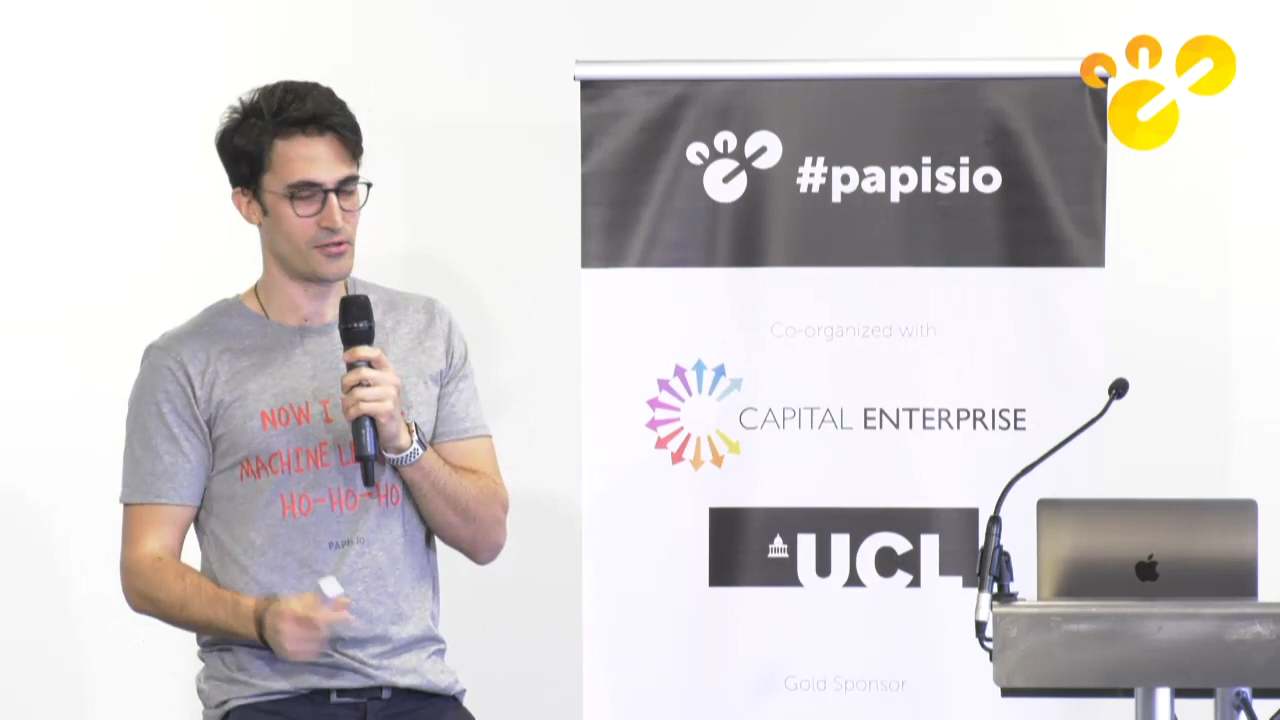 #papisio
Co-organized with
CAPITAL ENTERPRISE
UCL
Gold Sponsor
NOW I
MACHINE
HO-HO-HO